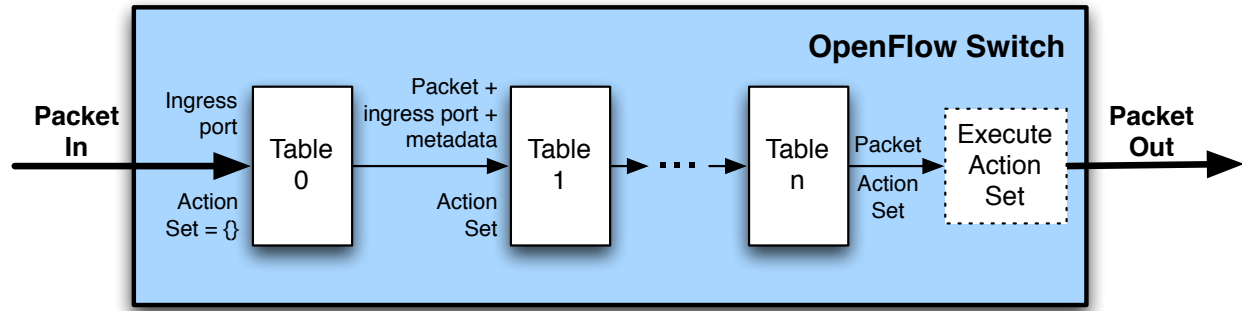 OpenFlow Switch
Packet
In
Ingress
port
Action
Set = {}
Table
0
Packet +
ingress port +
metadata
Action
Set
Table
1
Table
n
Packet
Action
Set
Execute
Action
Set
Packet
Out